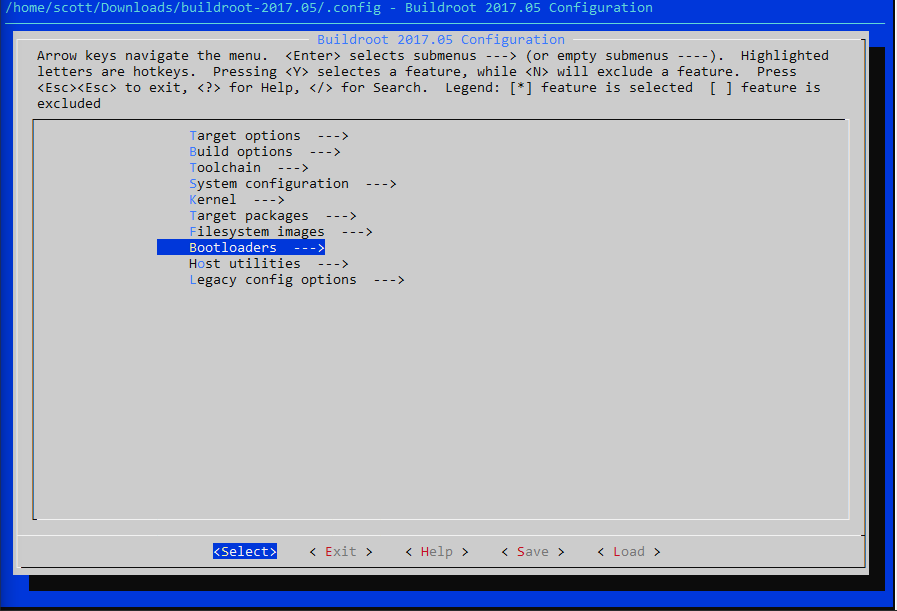 /home/scott/Downloads/buildroot-2017.05/.config - Buildroot 2017.05 Configuration
Buildroot 2017.05 Configuration
Arrow keys navigate the menu.  <Enter> selects submenus ---> (or empty submenus ----).  Highlighted
letters are hotkeys.  Pressing <Y> selectes a feature, while <N> will exclude a feature.  Press
<Esc><Esc> to exit, <?> for Help, </> for Search.  Legend: [*] feature is selected  [ ] feature is
excluded
Target options  --->
Build options  --->
Toolchain  --->
System configuration  --->
Kernel  --->
Target packages  --->
Filesystem images  --->
Bootloaders  --->
Host utilities  --->
Legacy config options  --->
<Select>    < Exit >    < Help >    < Save >    < Load >